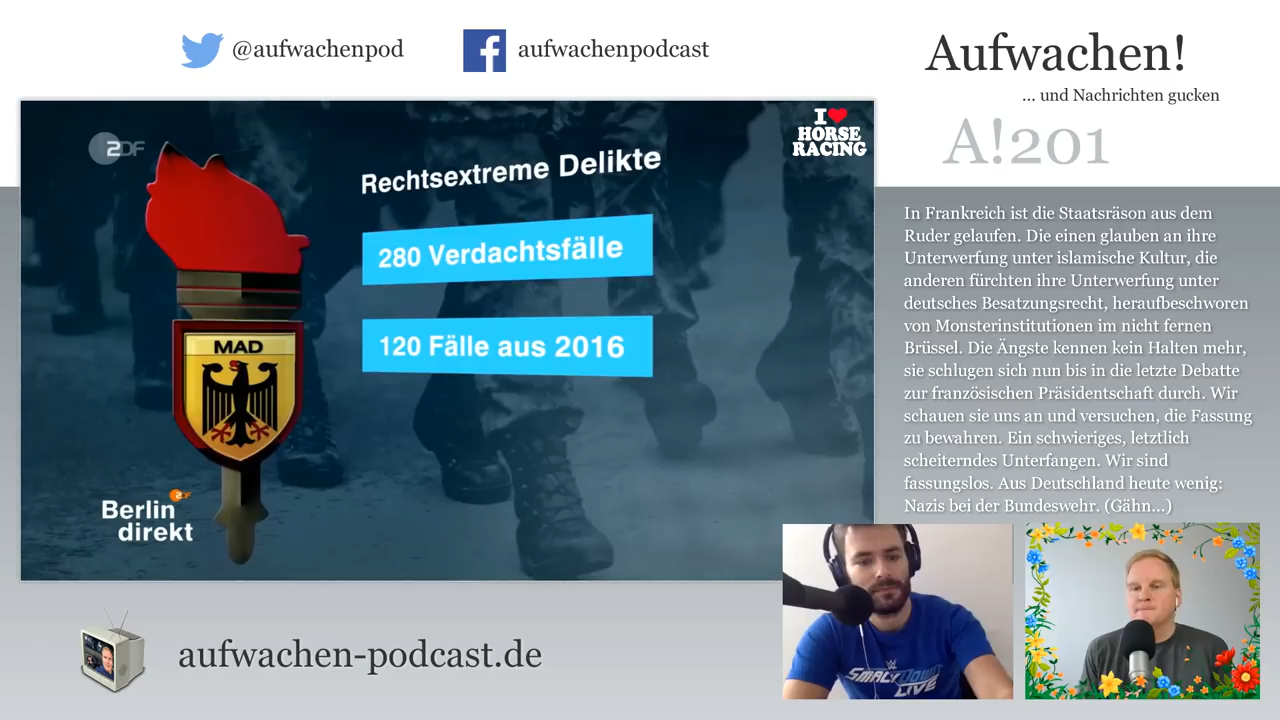 @aufwachenpod
aufwachenpodcast
Aufwachen!
... und Nachrichten gucken
A!201
ZDF
I
HORSE
RACING
Rechtsextreme Delikte
280 Verdachtsfälle
120 Fälle aus 2016
MAD
Berlin
direkt
In Frankreich ist die Staatsräson aus dem
Ruder gelaufen. Die einen glauben an ihre
Unterwerfung unter islamische Kultur, die
anderen fürchten ihre Unterwerfung unter
deutsches Besatzungsrecht, heraufbeschworen
von Monsterinstitutionen im nicht fernen
Brüssel. Die Ängste kennen kein Halten mehr,
sie schlugen sich nun bis in die letzte Debatte
zur französischen Präsidentschaft durch. Wir
schauen sie uns an und versuchen, die Fassung
zu bewahren. Ein schwieriges, letztlich
scheiterndes Unterfangen. Wir sind
fassungslos. Aus Deutschland heute wenig:
Nazis bei der Bundeswehr. (Gähn...)
SMACKDOWN
LIVE
aufwachen-podcast.de